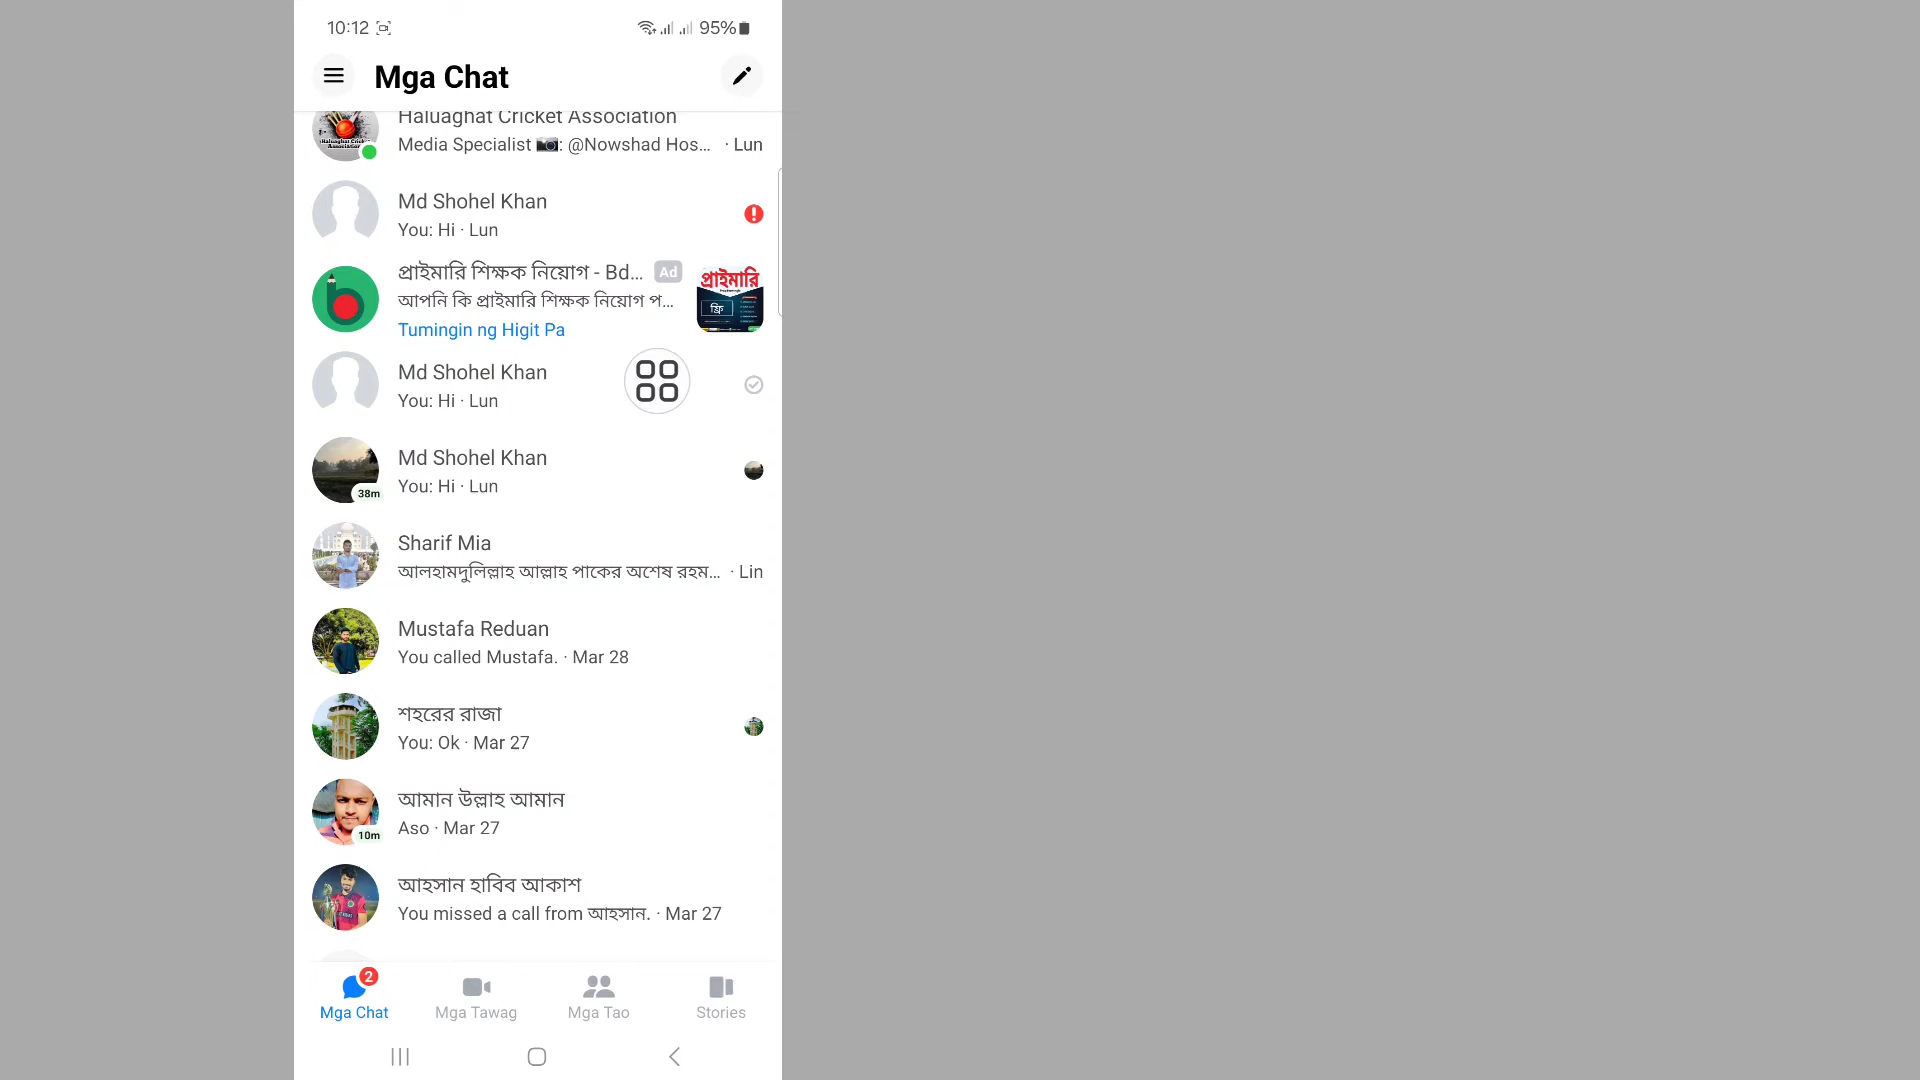 10:12 95%
Mga Chat
Haluaghat Cricket Association
Media Specialist 📷: @Nowshad Hos... · Lun
Md Shohel Khan
You: Hi · Lun
প্রাইমারি শিক্ষক নিয়োগ - Bd... Ad
আপনি কি প্রাইমারি শিক্ষক নিয়োগ প...
Tumingin ng Higit Pa
প্রাইমারি
ফ্রি
Md Shohel Khan
You: Hi · Lun
Md Shohel Khan
You: Hi · Lun
38m
Sharif Mia
আলহামদুলিল্লাহ আল্লাহ পাকের অশেষ রহম... · Lin
Mustafa Reduan
You called Mustafa. · Mar 28
শহরের রাজা
You: Ok · Mar 27
আমান উল্লাহ আমান
Aso · Mar 27
10m
আহসান হাবিব আকাশ
You missed a call from আহসান. · Mar 27
2
Mga Chat Mga Tawag Mga Tao Stories